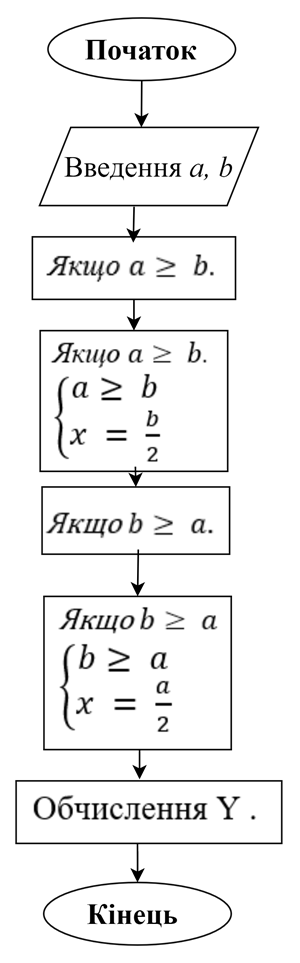 Початок
Введення a, b
Якщо a ≥ b.
Якщо a ≥ b.
a ≥ b
x = b/2
Якщо b ≥ a.
Якщо b ≥ a
b ≥ a
x = a/2
Обчислення Y .
Кінець